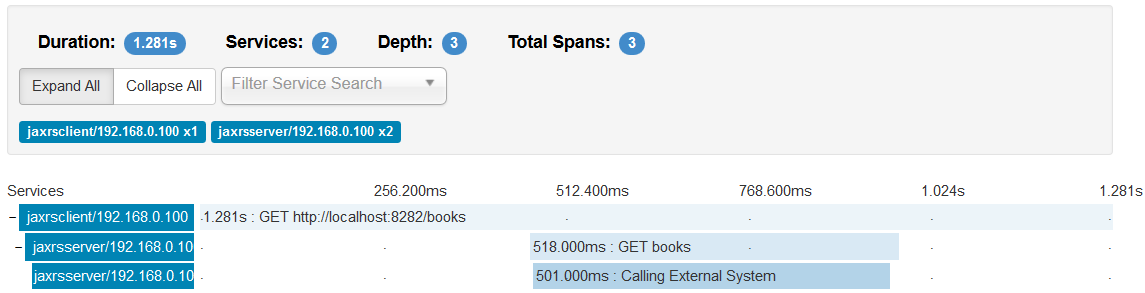 Duration: 1.281s Services: 2 Depth: 3 Total Spans: 3
Expand All Collapse All Filter Service Search
jaxrsclient/192.168.0.100 x1 jaxrsserver/192.168.0.100 x2
Services 256.200ms 512.400ms 768.600ms 1.024s 1.281s
− jaxrsclient/192.168.0.100 1.281s : GET http://localhost:8282/books
− jaxrsserver/192.168.0.10 518.000ms : GET books
jaxrsserver/192.168.0.10 501.000ms : Calling External System